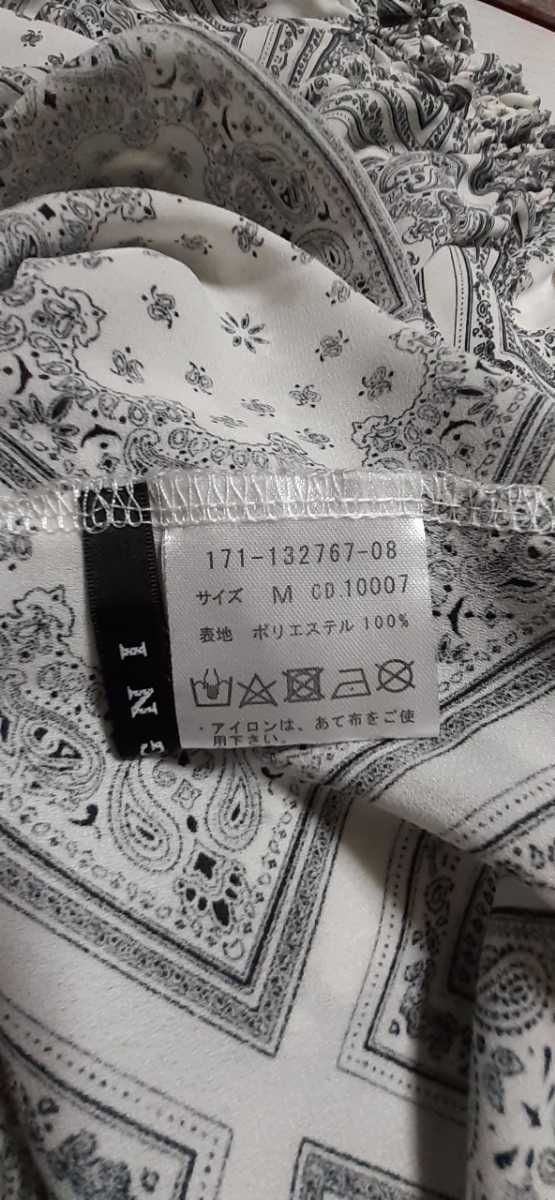 171-132767-08
サイズ M CD.10007
表地 ポリエステル 100%
・アイロンは、あて布をご使
用下さい。
IN